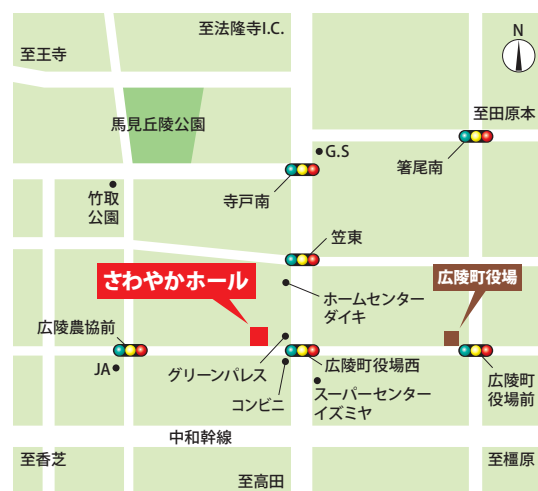 至法隆寺I.C.
N
至王寺
至田原本
馬見丘陵公園
G.S
箸尾南
竹取
公園
寺戸南
笠東
さわやかホール
広陵町役場
ホームセンター
ダイキ
広陵農協前
JA
グリーンパレス
広陵町役場西
広陵町
役場前
コンビニ
スーパーセンター
イズミヤ
中和幹線
至香芝
至橿原
至高田